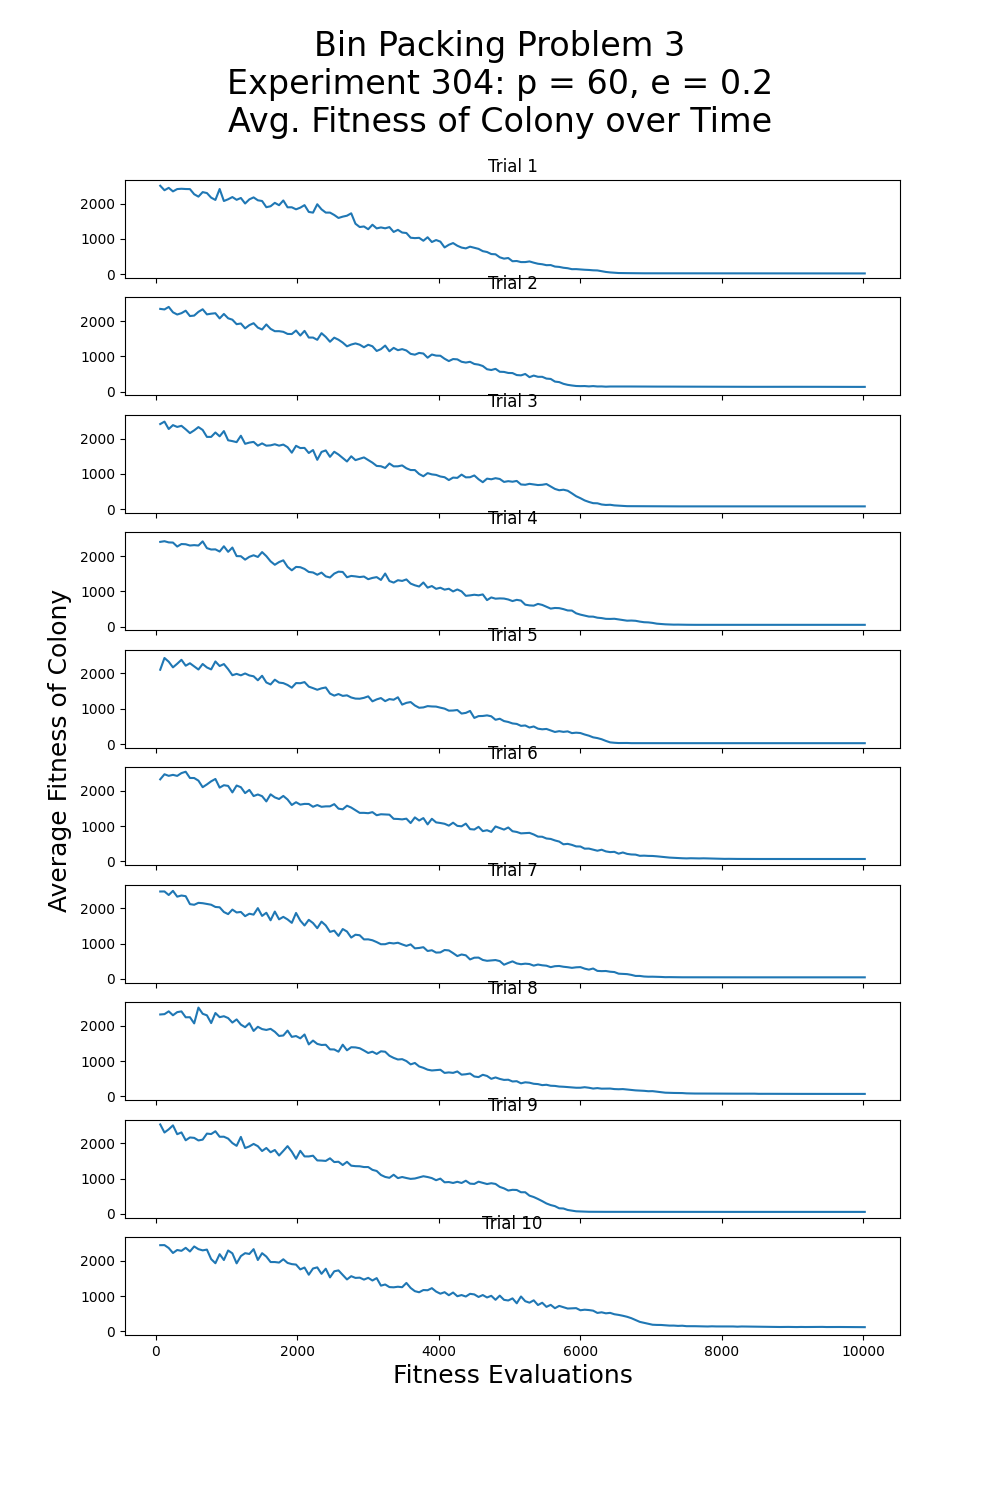 Bin Packing Problem 3
Experiment 304: p = 60, e = 0.2
Avg. Fitness of Colony over Time
Trial 1
2000
1000
0
Trial 2
2000
1000
0
Trial 3
2000
1000
0
Trial 4
2000
1000
0
Trial 5
2000
1000
0
Trial 6
2000
1000
0
Trial 7
2000
1000
0
Trial 8
2000
1000
0
Trial 9
2000
1000
0
Trial 10
2000
1000
0
0 2000 4000 6000 8000 10000
Fitness Evaluations
Average Fitness of Colony